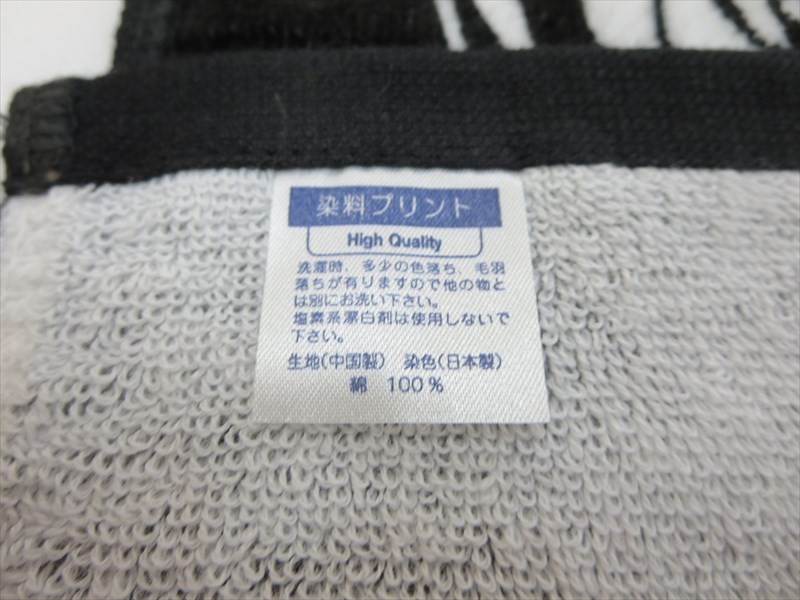 染料プリント
High Quality
洗濯時、多少の色落ち、毛羽
落ちが有りますので他の物と
は別にお洗い下さい。
塩素系漂白剤は使用しないで
下さい。
生地(中国製) 染色(日本製)
綿 100%